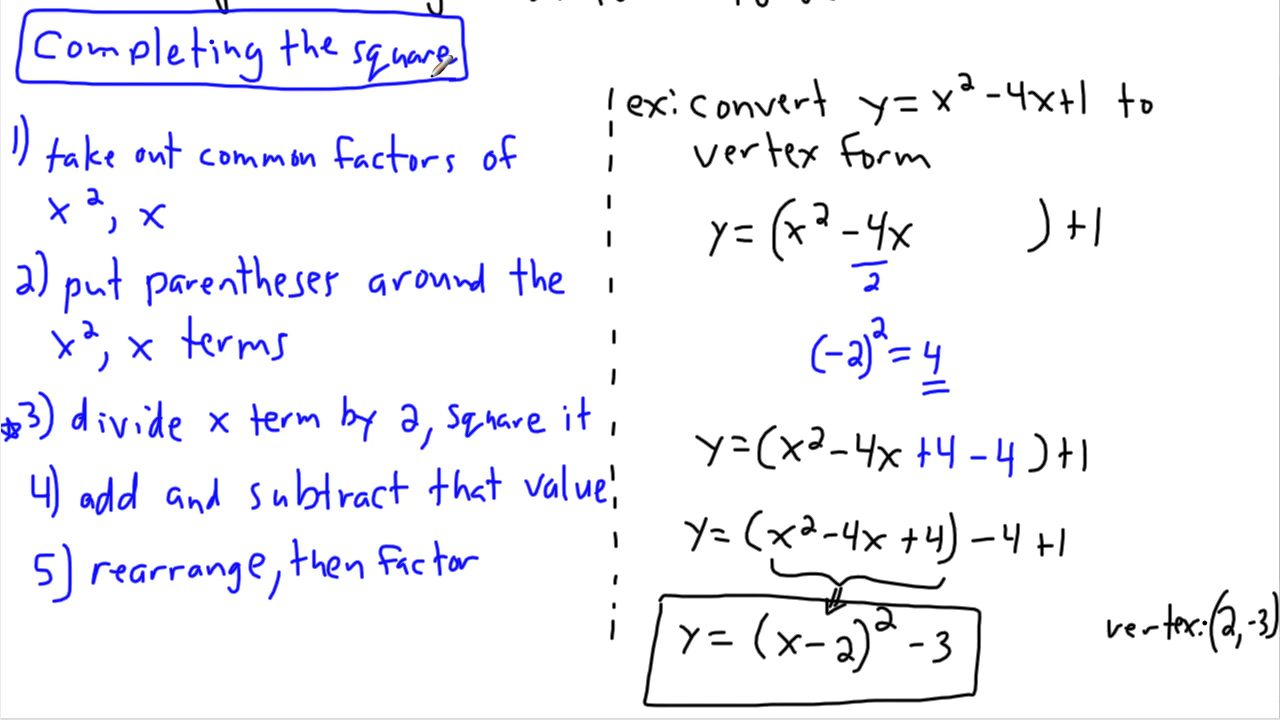 Completing the square
1) take out common factors of
x², x
2) put parentheses around the
x², x terms
3) divide x term by 2, square it
4) add and subtract that value
5) rearrange, then factor
ex: convert y = x² - 4x + 1 to
vertex form
y = (x² - 4x ) + 1
2
(-2)² = 4
y = (x² - 4x + 4 - 4 ) + 1
y = (x² - 4x + 4) - 4 + 1
y = (x - 2)² - 3
vertex: (2, -3)